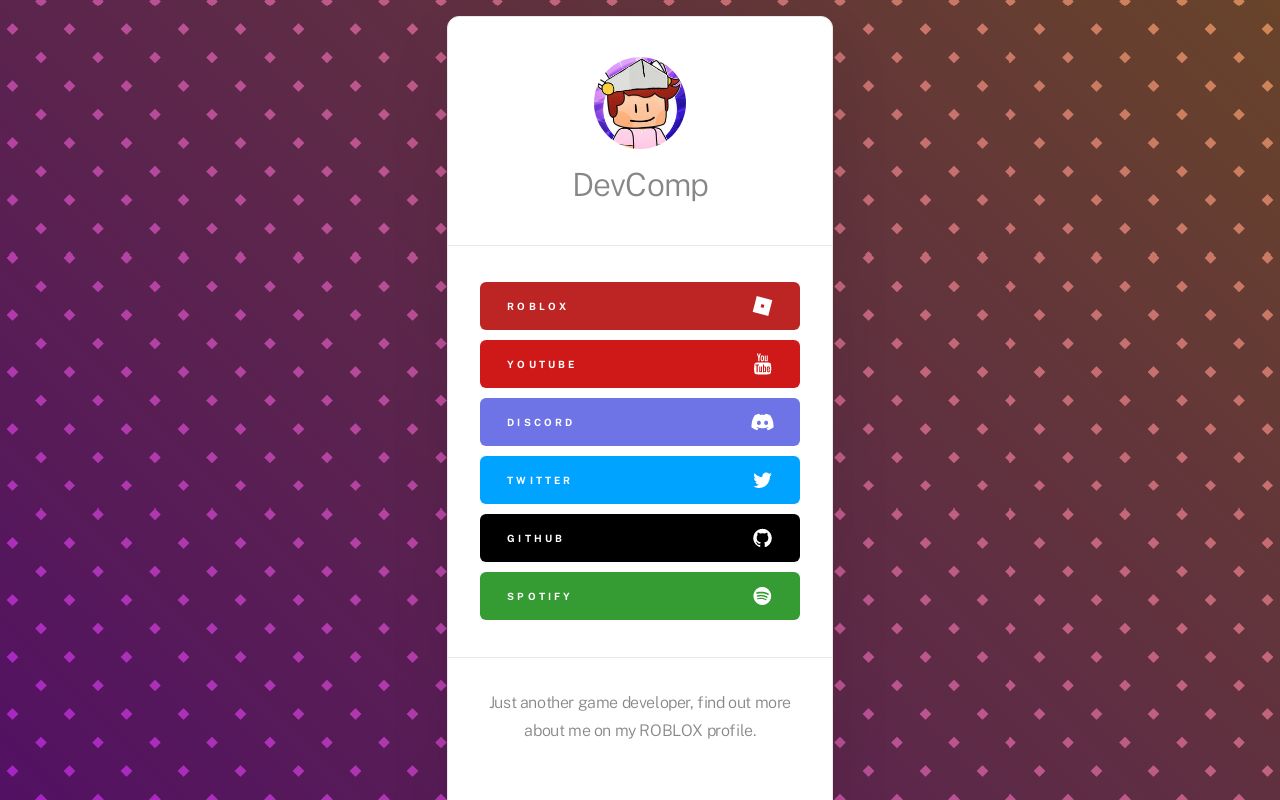 DevComp
ROBLOX
YOUTUBE
You
Tube
DISCORD
TWITTER
GITHUB
SPOTIFY
Just another game developer, find out more
about me on my ROBLOX profile.